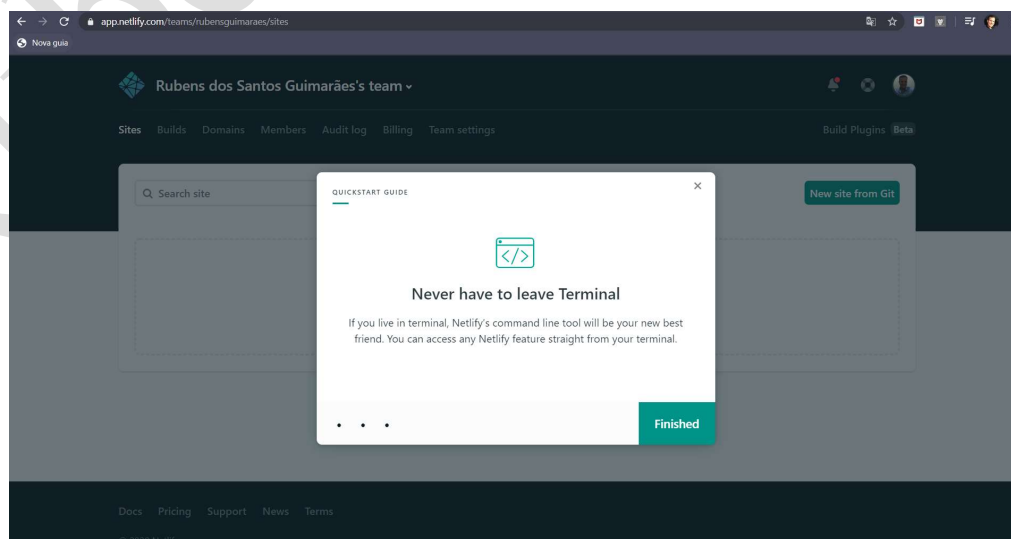 app.netlify.com/teams/rubensguimaraes/sites
Nova guia
Rubens dos Santos Guimarães's team
Sites Builds Domains Members Audit log Billing Team settings Build Plugins Beta
Search site
New site from Git
QUICKSTART GUIDE
Never have to leave Terminal
If you live in terminal, Netlify's command line tool will be your new best
friend. You can access any Netlify feature straight from your terminal.
Finished
Docs Pricing Support News Terms